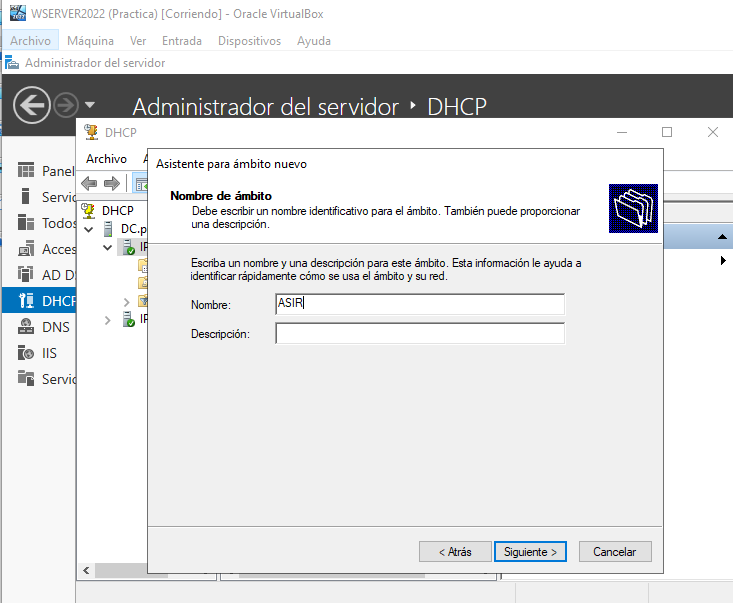 WSERVER2022 (Practica) [Corriendo] - Oracle VirtualBox
Archivo Máquina Ver Entrada Dispositivos Ayuda
Administrador del servidor
Administrador del servidor ‣ DHCP
DHCP
Archivo
Asistente para ámbito nuevo
Nombre de ámbito
Debe escribir un nombre identificativo para el ámbito. También puede proporcionar
una descripción.
Escriba un nombre y una descripción para este ámbito. Esta información le ayuda a
identificar rápidamente cómo se usa el ámbito y su red.
Nombre: ASIR
Descripción:
< Atrás Siguiente > Cancelar
Panel
Servic
Todos
Acces
AD D
DHCP
DNS
IIS
Servic
DHCP
DC.p